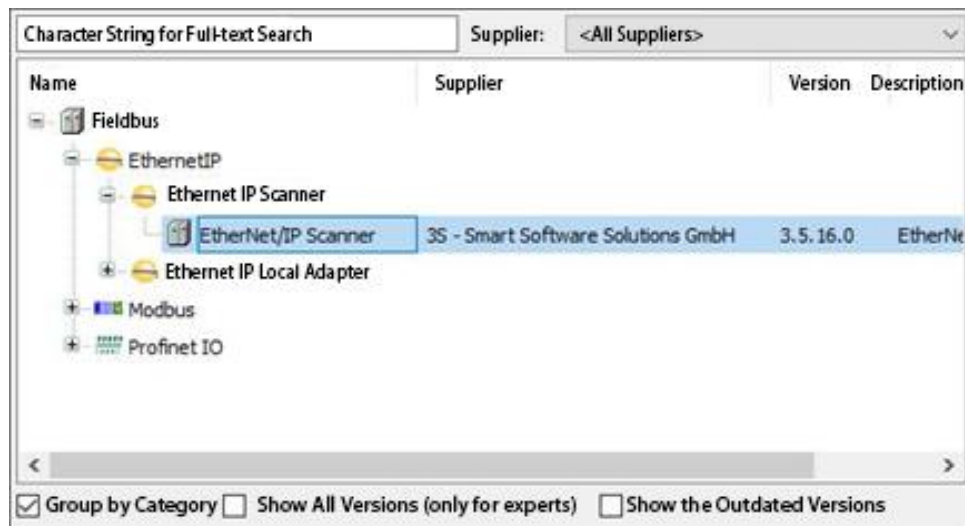 Character String for Full-text Search Supplier: <All Suppliers>
Name Supplier Version Description
Fieldbus
EthernetIP
Ethernet IP Scanner
EtherNet/IP Scanner 3S - Smart Software Solutions GmbH 3.5.16.0 EtherNe
Ethernet IP Local Adapter
Modbus
Profinet IO
Group by Category Show All Versions (only for experts) Show the Outdated Versions